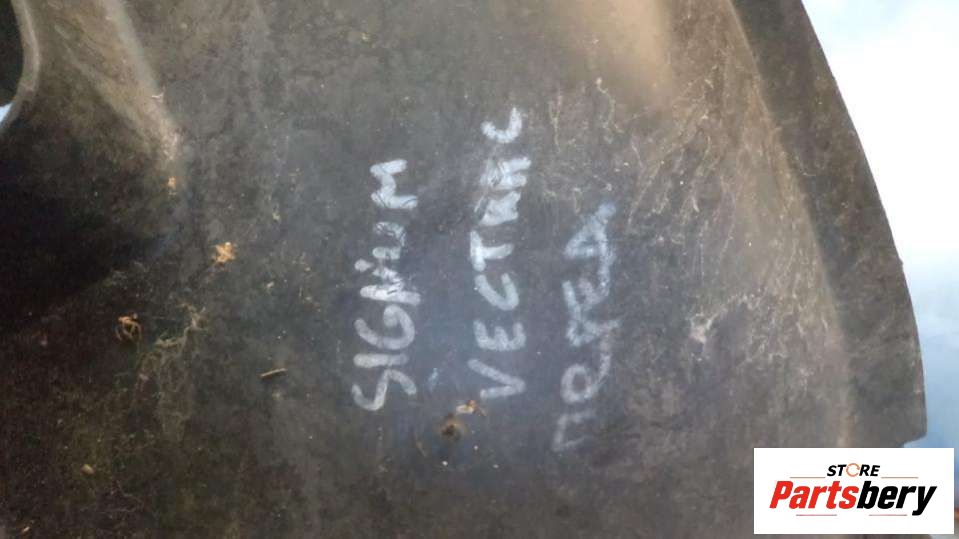 SIGNUM
VECTRA C
ПЕРЕД
STORE
Partsbery